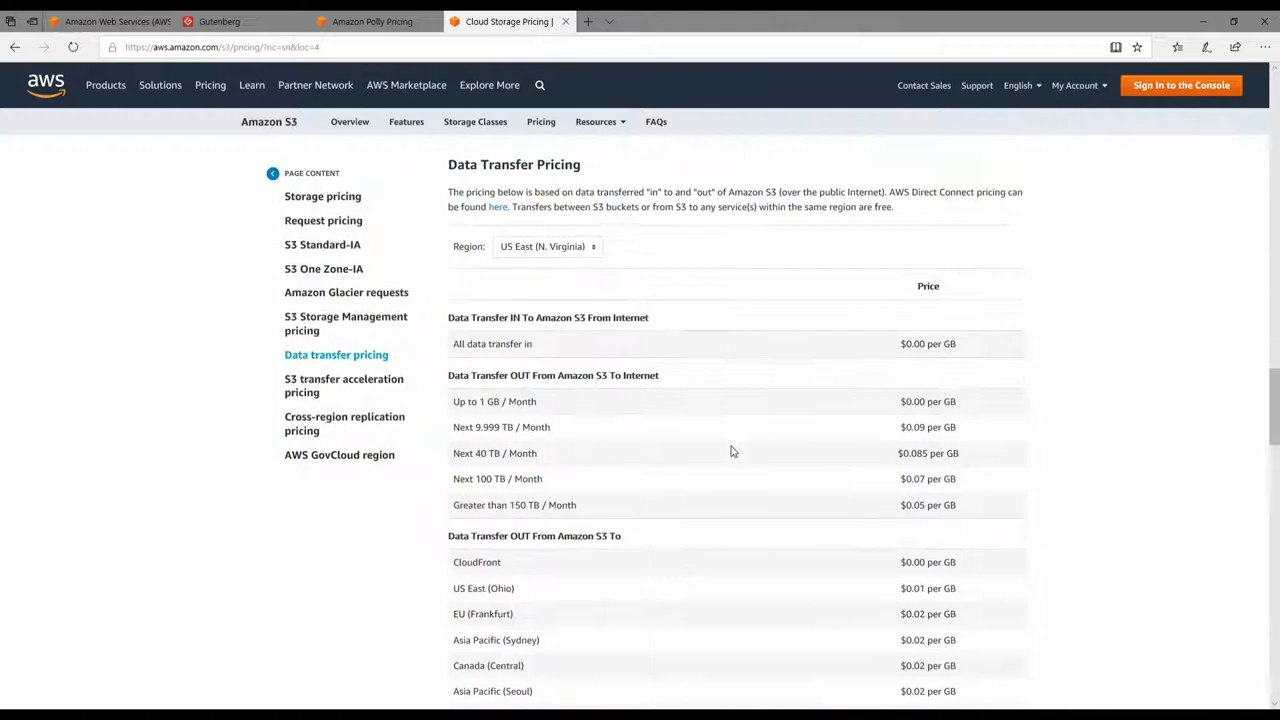 Amazon Web Services (AWS
Gutenberg
Amazon Polly Pricing
Cloud Storage Pricing |
https://aws.amazon.com/s3/pricing/?nc=sn&loc=4
aws
Products
Solutions
Pricing
Learn
Partner Network
AWS Marketplace
Explore More
Contact Sales
Support
English
My Account
Sign In to the Console
Amazon S3
Overview
Features
Storage Classes
Pricing
Resources
FAQs
PAGE CONTENT
Storage pricing
Request pricing
S3 Standard-IA
S3 One Zone-IA
Amazon Glacier requests
S3 Storage Management
pricing
Data transfer pricing
S3 transfer acceleration
pricing
Cross-region replication
pricing
AWS GovCloud region
Data Transfer Pricing
The pricing below is based on data transferred "in" to and "out" of Amazon S3 (over the public Internet). AWS Direct Connect pricing can
be found here. Transfers between S3 buckets or from S3 to any service(s) within the same region are free.
Region: US East (N. Virginia)
Price
Data Transfer IN To Amazon S3 From Internet
All data transfer in $0.00 per GB
Data Transfer OUT From Amazon S3 To Internet
Up to 1 GB / Month $0.00 per GB
Next 9.999 TB / Month $0.09 per GB
Next 40 TB / Month $0.085 per GB
Next 100 TB / Month $0.07 per GB
Greater than 150 TB / Month $0.05 per GB
Data Transfer OUT From Amazon S3 To
CloudFront $0.00 per GB
US East (Ohio) $0.01 per GB
EU (Frankfurt) $0.02 per GB
Asia Pacific (Sydney) $0.02 per GB
Canada (Central) $0.02 per GB
Asia Pacific (Seoul) $0.02 per GB